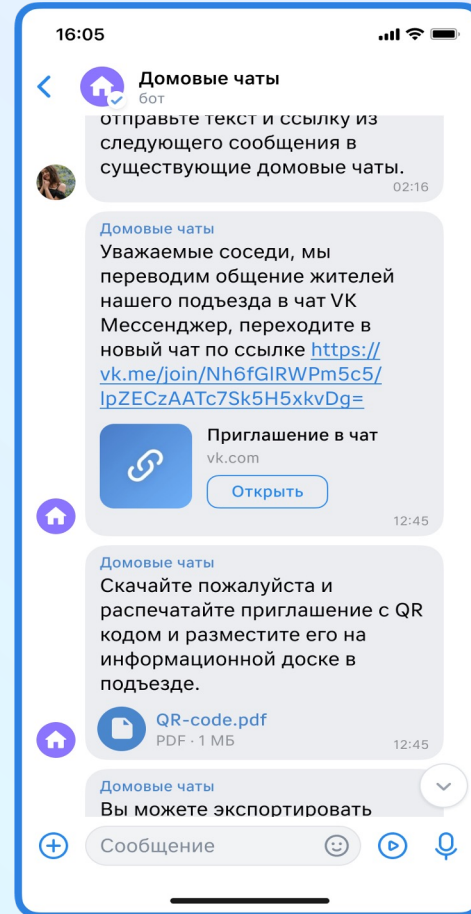 16:05
Домовые чаты
бот
отправьте текст и ссылку из
следующего сообщения в
существующие домовые чаты.
02:16
Домовые чаты
Уважаемые соседи, мы
переводим общение жителей
нашего подъезда в чат VK
Мессенджер, переходите в
новый чат по ссылке https://
vk.me/join/Nh6fGlRWPm5c5/
lpZECzAATc7Sk5H5xkvDg=
Приглашение в чат
vk.com
Открыть
12:45
Домовые чаты
Скачайте пожалуйста и
распечатайте приглашение с QR
кодом и разместите его на
информационной доске в
подъезде.
QR-code.pdf
PDF · 1 МБ
12:45
Домовые чаты
Вы можете экспортировать
Сообщение